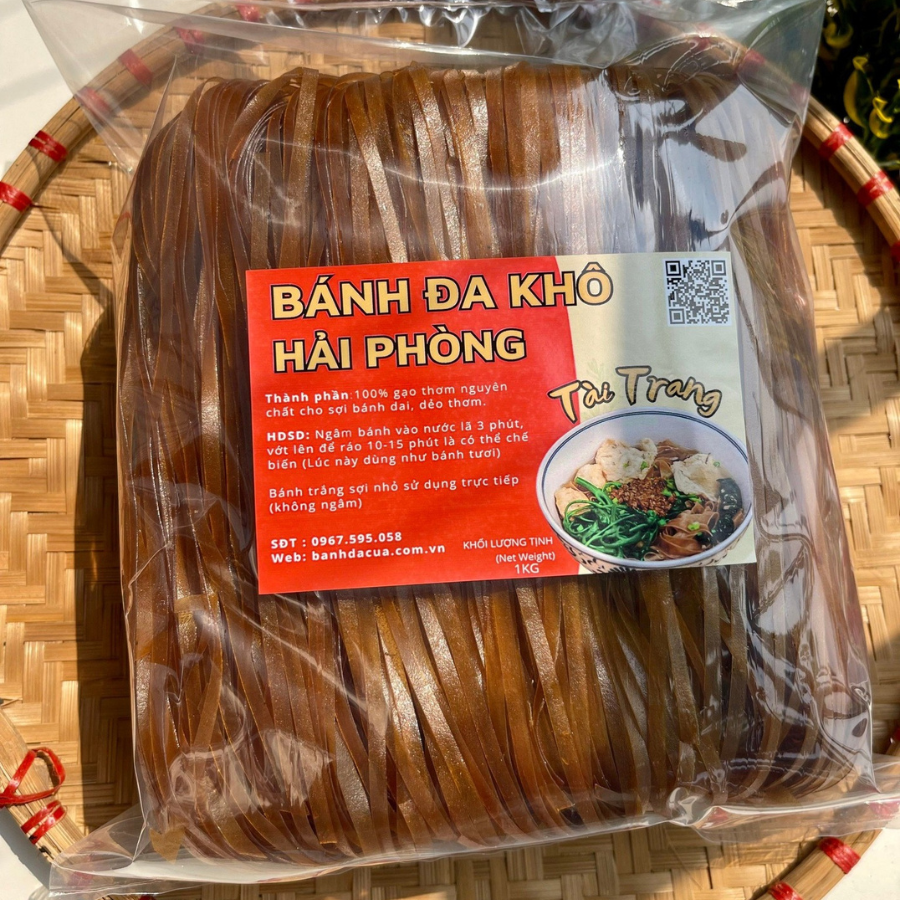 BÁNH ĐA KHÔ
HẢI PHÒNG
Tài Trang
Thành phần:100% gạo thơm nguyên
chất cho sợi bánh dai, dẻo thơm.
HDSD: Ngâm bánh vào nước lã 3 phút,
vớt lên để ráo 10-15 phút là có thể chế
biến (Lúc này dùng như bánh tươi)
Bánh trắng sợi nhỏ sử dụng trực tiếp
(không ngâm)
SĐT : 0967.595.058
Web: banhdacua.com.vn
KHỐI LƯỢNG TỊNH
(Net Weight)
1KG